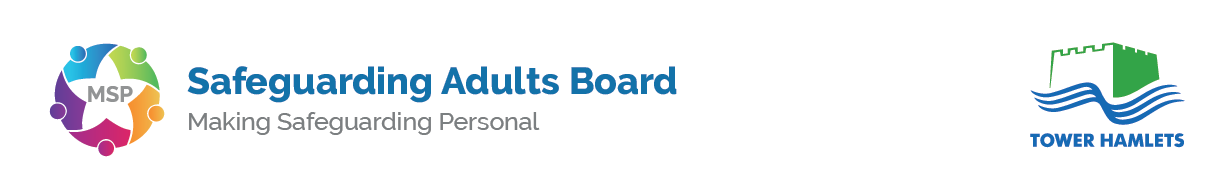 MSP
Safeguarding Adults Board
Making Safeguarding Personal
TOWER HAMLETS